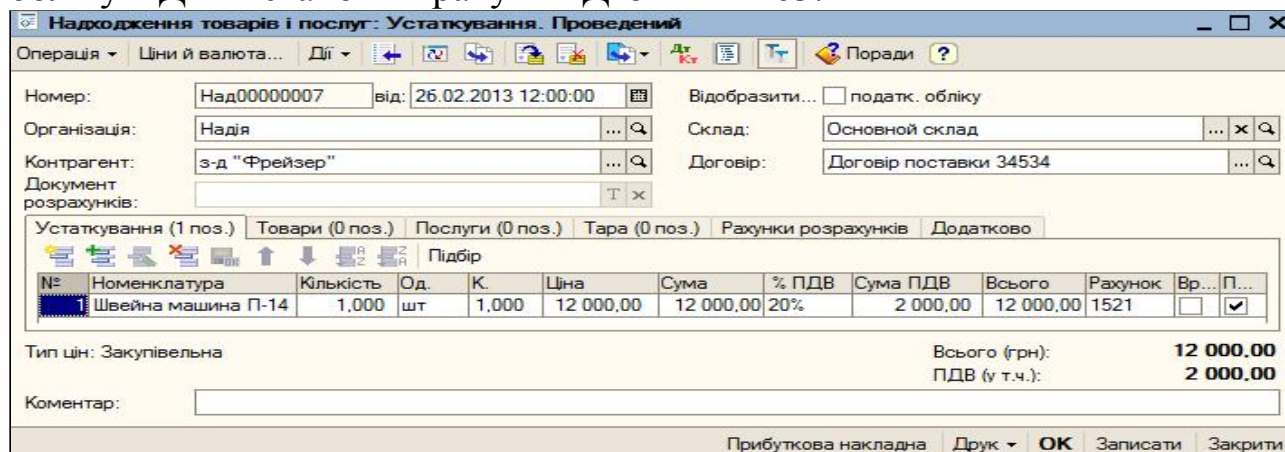 Надходження товарів і послуг: Устаткування. Проведений
Операція Ціни й валюта... Дії Дт Кт Поради ?
Номер: Над00000007 від: 26.02.2013 12:00:00 Відобразити... податк. обліку
Організація: Надія ... Склад: Основной склад ... x
Контрагент: з-д "Фрейзер" ... Договір: Договір поставки 34534 ...
Документ розрахунків: T x
Устаткування (1 поз.) Товари (0 поз.) Послуги (0 поз.) Тара (0 поз.) Рахунки розрахунків Додатково
Підбір
№ Номенклатура Кількість Од. К. Ціна Сума % ПДВ Сума ПДВ Всього Рахунок Вр... П...
1 Швейна машина П-14 1,000 шт 1,000 12 000,00 12 000,00 20% 2 000,00 12 000,00 1521
Тип цін: Закупівельна Всього (грн): 12 000,00
ПДВ (у т.ч.): 2 000,00
Коментар:
Прибуткова накладна Друк OK Записати Закрити